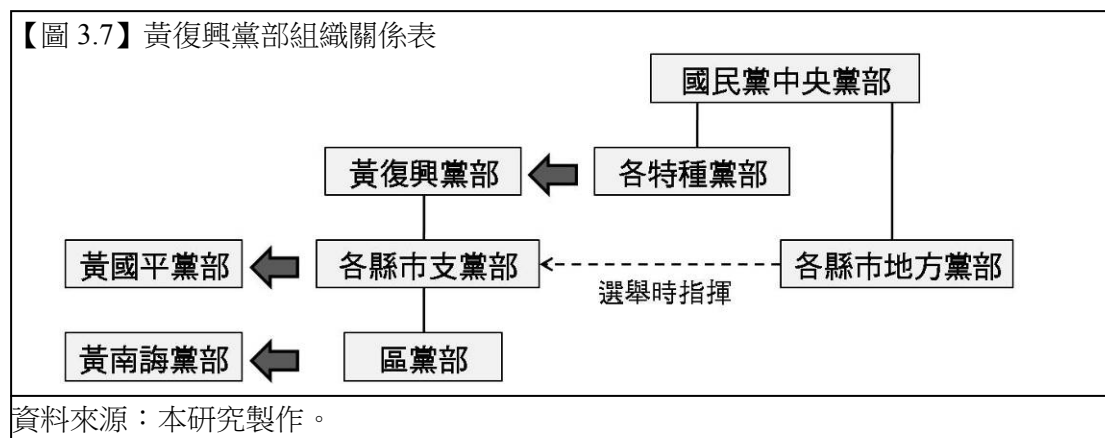 【圖 3.7】黃復興黨部組織關係表
國民黨中央黨部
黃復興黨部
各特種黨部
黃國平黨部
各縣市支黨部
各縣市地方黨部
選舉時指揮
黃南誨黨部
區黨部
資料來源：本研究製作。